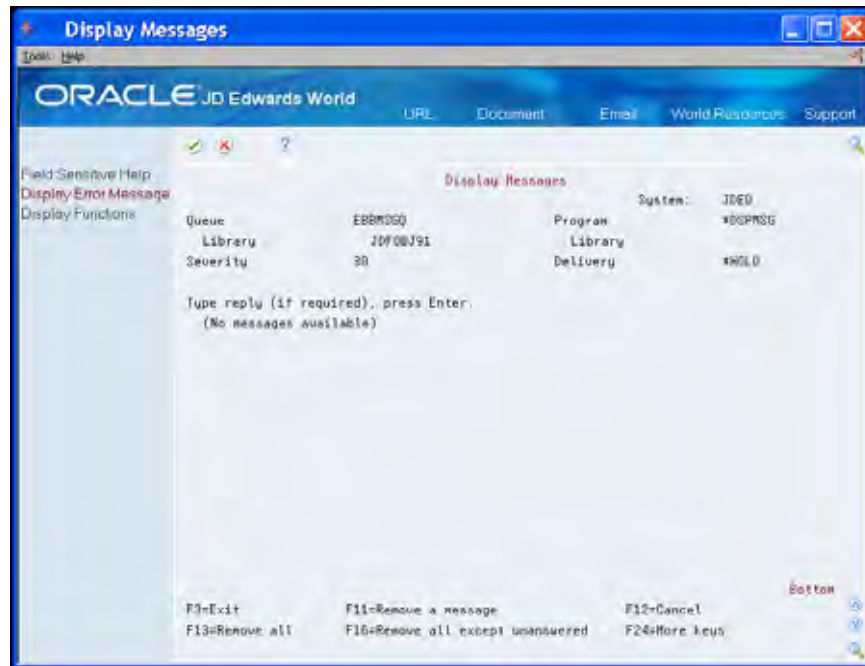 Display Messages
Tools Help
ORACLE JD Edwards World
URL Document Email World Resources Support
?
Field Sensitive Help
Display Error Message
Display Functions
Display Messages
System: JDED
Queue EBBMSGQ Program *DSPMSG
Library JDFOBJ91 Library
Severity 30 Delivery *HOLD
Type reply (if required), press Enter.
(No messages available)
Bottom
F3=Exit F11=Remove a message F12=Cancel
F13=Remove all F16=Remove all except unanswered F24=More keys